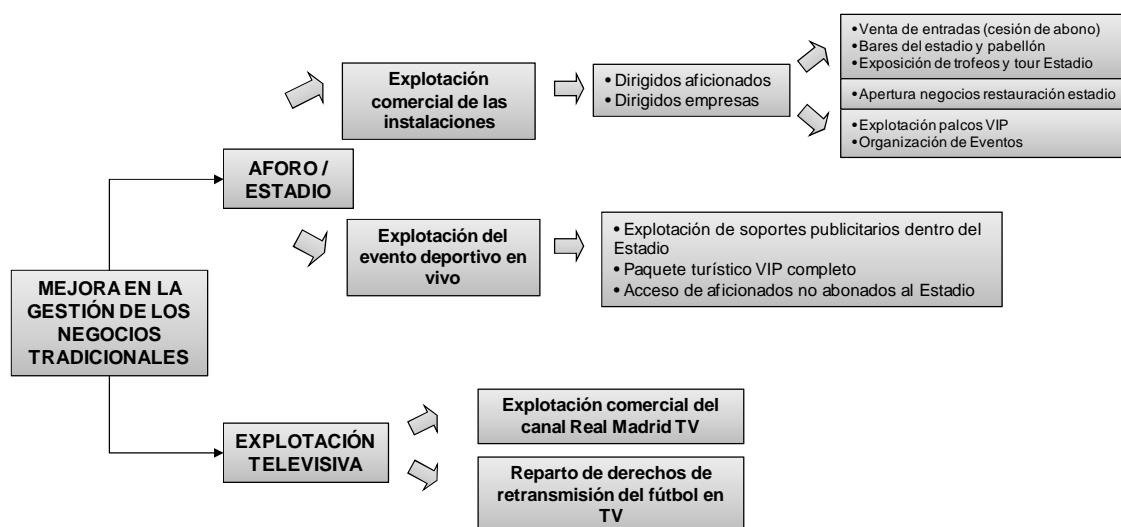 • Venta de entradas (cesión de abono)
• Bares del estadio y pabellón
• Exposición de trofeos y tour Estadio
• Apertura negocios restauración estadio
• Explotación palcos VIP
• Organización de Eventos
Explotación
comercial de las
instalaciones
• Dirigidos aficionados
• Dirigidos empresas
AFORO /
ESTADIO
Explotación del
evento deportivo en
vivo
• Explotación de soportes publicitarios dentro del
Estadio
• Paquete turístico VIP completo
• Acceso de aficionados no abonados al Estadio
MEJORA EN LA
GESTIÓN DE LOS
NEGOCIOS
TRADICIONALES
Explotación comercial del
canal Real Madrid TV
EXPLOTACIÓN
TELEVISIVA
Reparto de derechos de
retransmisión del fútbol en
TV